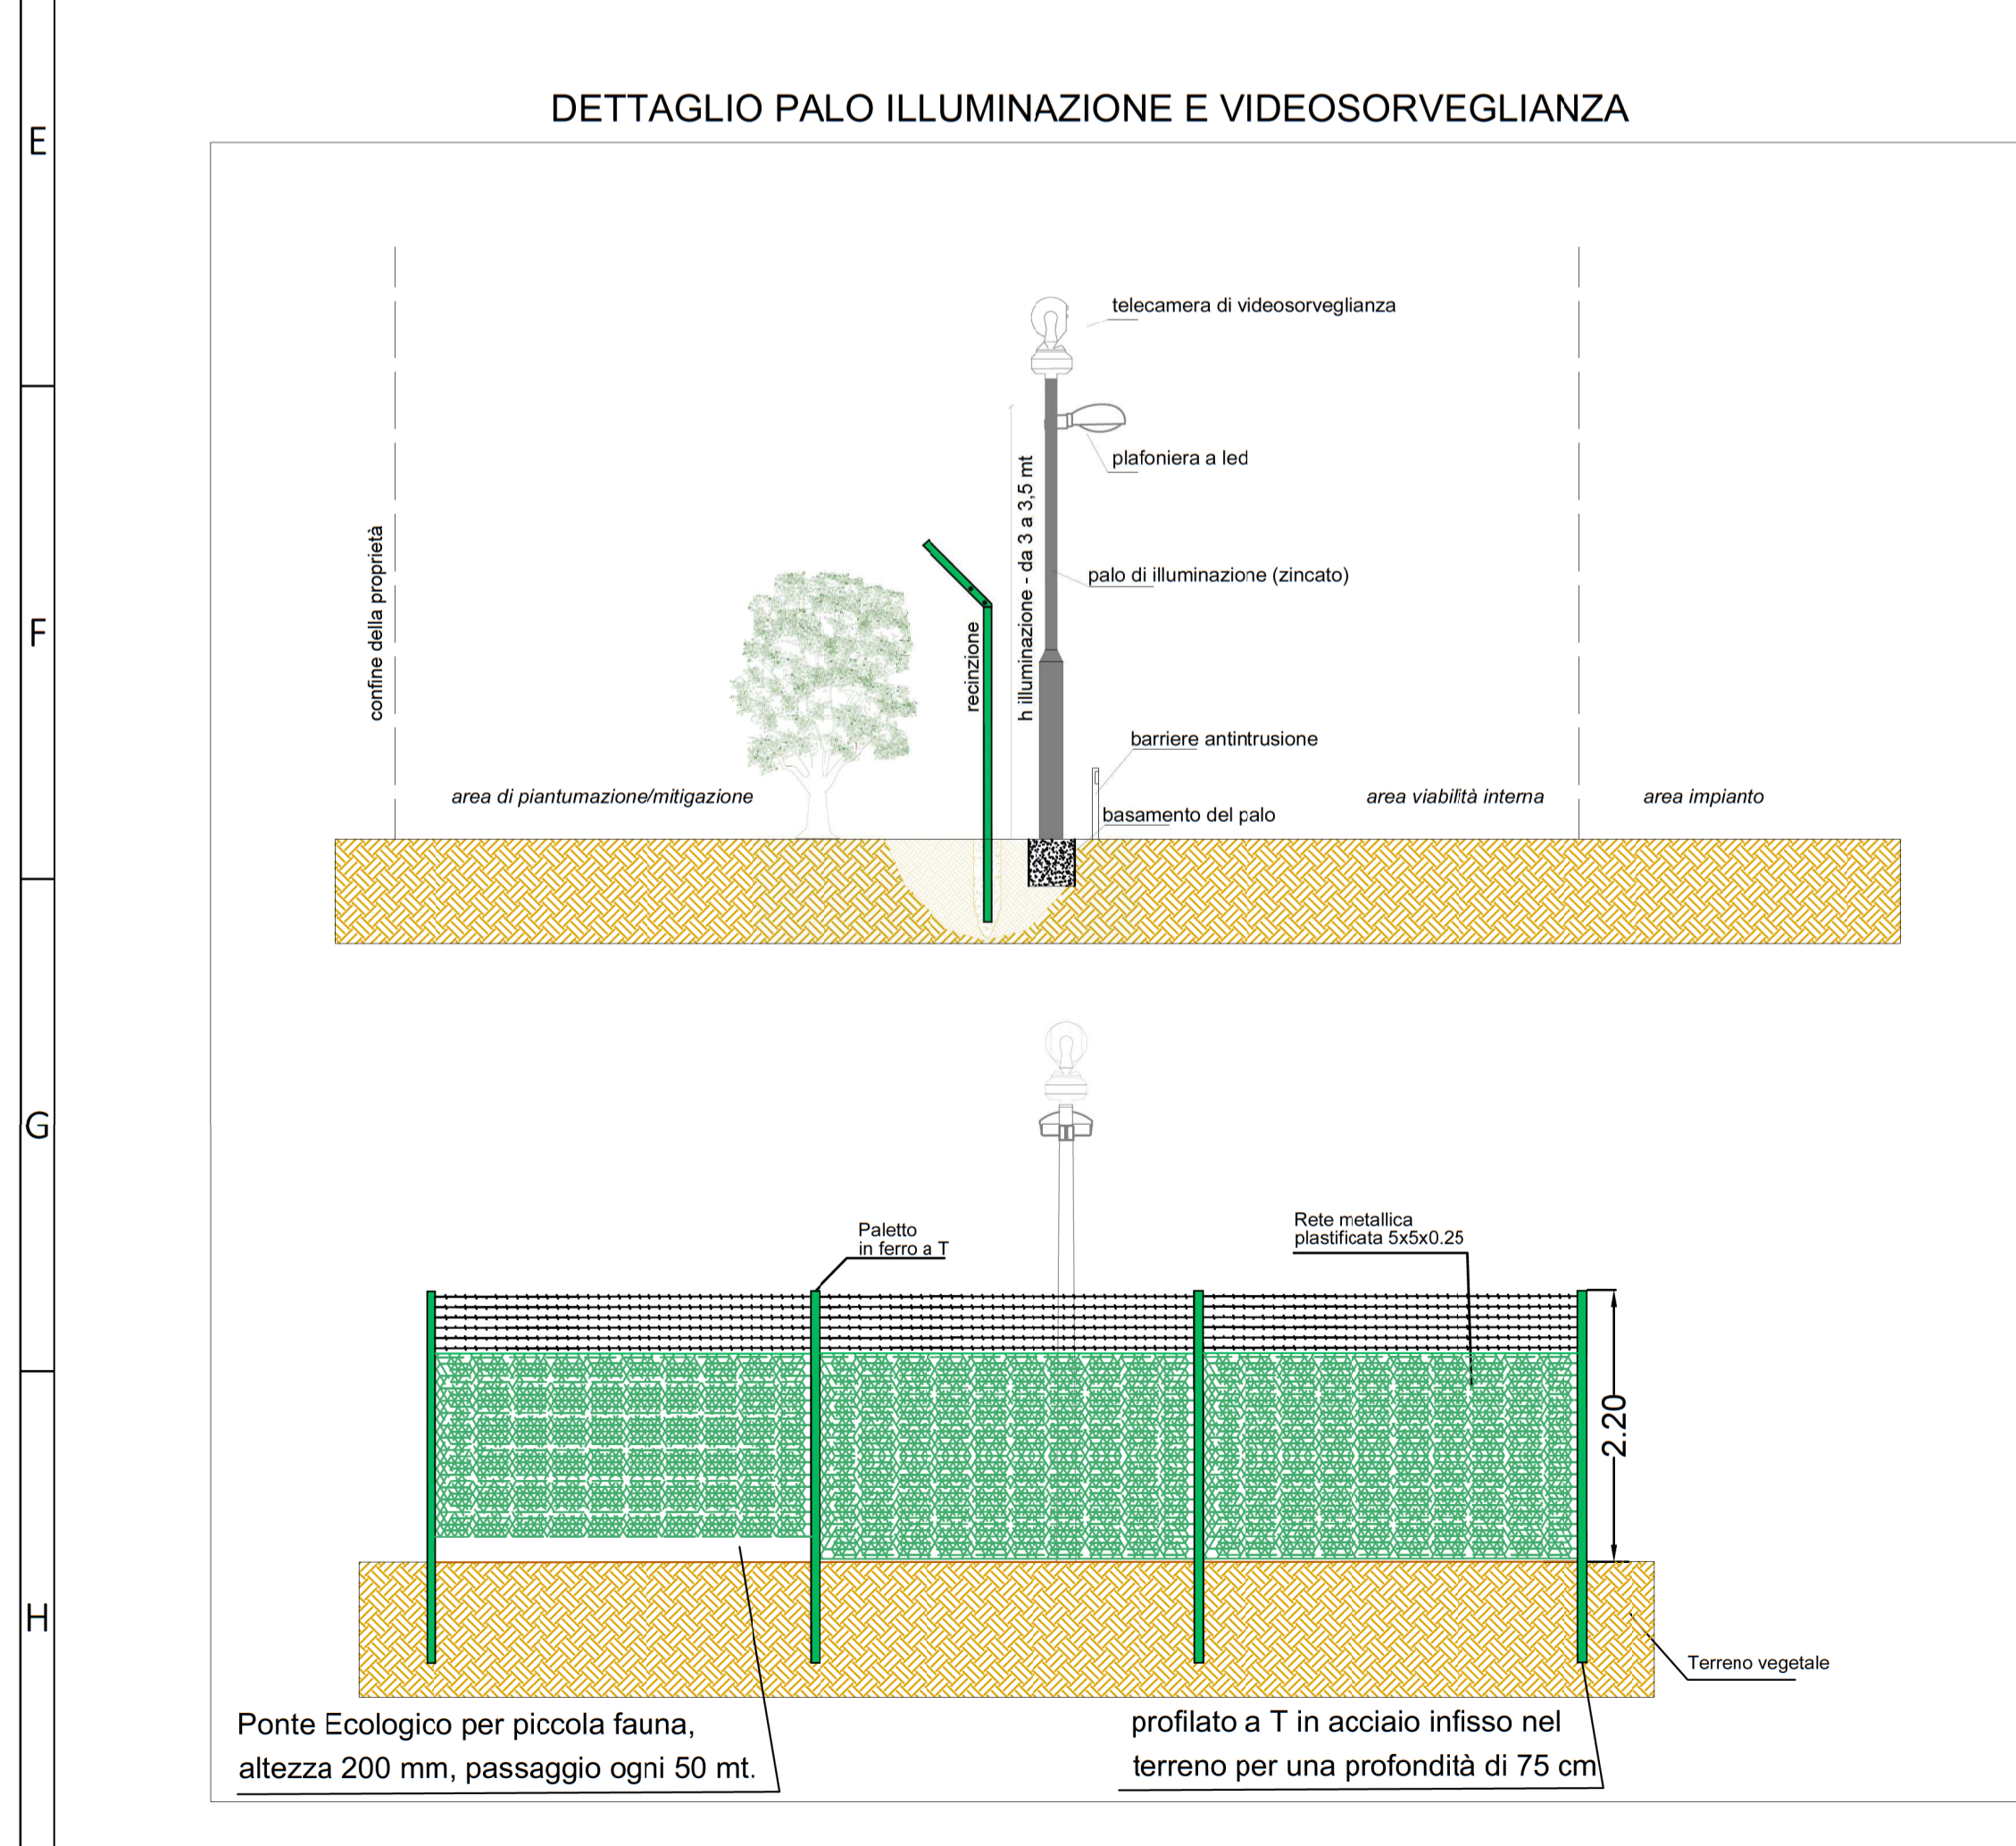 DETTAGLIO PALO ILLUMINAZIONE E VIDEOSORVEGLIANZA
E
telecamera di videosorveglianza
plafoniera a led
h illuminazione - da 3 a 3,5 mt
confine della proprietà
palo di illuminazione (zincato)
F
recinzione
barriere antintrusione
area di piantumazione/mitigazione
area viabilità interna
area impianto
basamento del palo
G
Paletto
in ferro a T
Rete metallica
plastificata 5x5x0.25
2.20
H
Terreno vegetale
Ponte Ecologico per piccola fauna,
altezza 200 mm, passaggio ogni 50 mt.
profilato a T in acciaio infisso nel
terreno per una profondità di 75 cm